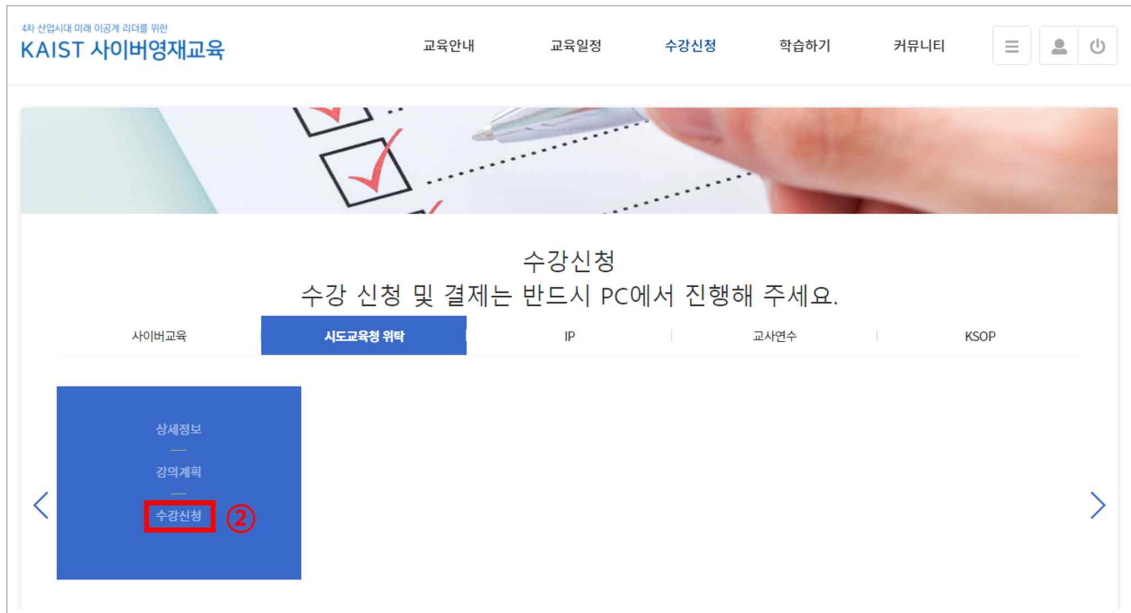 4차 산업시대 미래 이공계 리더를 위한
KAIST 사이버영재교육
교육안내 교육일정 수강신청 학습하기 커뮤니티
수강신청
수강 신청 및 결제는 반드시 PC에서 진행해 주세요.
사이버교육 시도교육청 위탁 IP 교사연수 KSOP
상세정보
강의계획
수강신청 ②